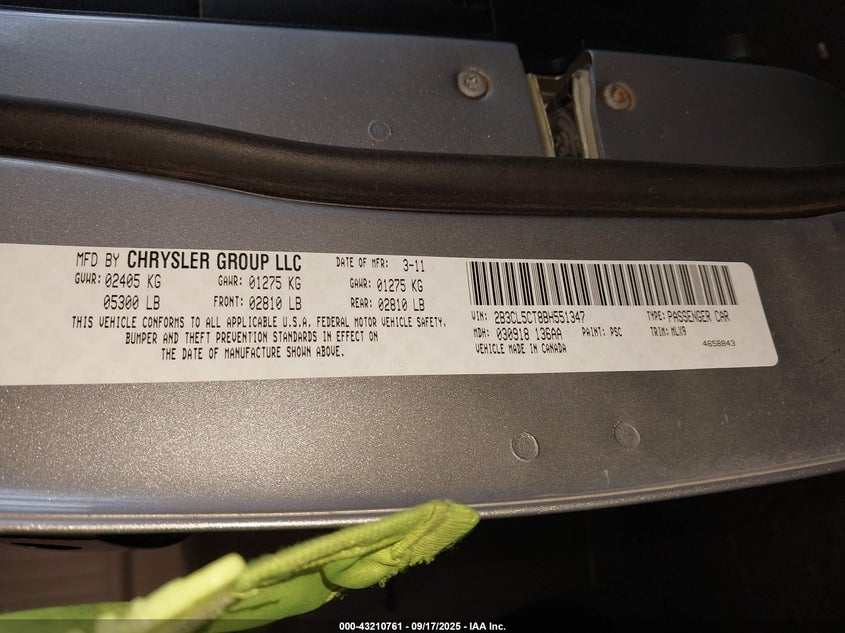 MFD BY CHRYSLER GROUP LLC DATE OF MFR: 3-11
GVWR: 02405 KG GAWR: 01275 KG GAWR: 01275 KG
05300 LB FRONT: 02810 LB REAR: 02810 LB
THIS VEHICLE CONFORMS TO ALL APPLICABLE U.S.A. FEDERAL MOTOR VEHICLE SAFETY.
BUMPER AND THEFT PREVENTION STANDARDS IN EFFECT ON
THE DATE OF MANUFACTURE SHOWN ABOVE.
VIN: 2B3CL5CT8BH551347 TYPE: PASSENGER CAR
MDH: 030918 136AA PAINT: PSC TRIM: MLX9
VEHICLE MADE IN CANADA 4658843
000-43210761 - 09/17/2025 - IAA Inc.